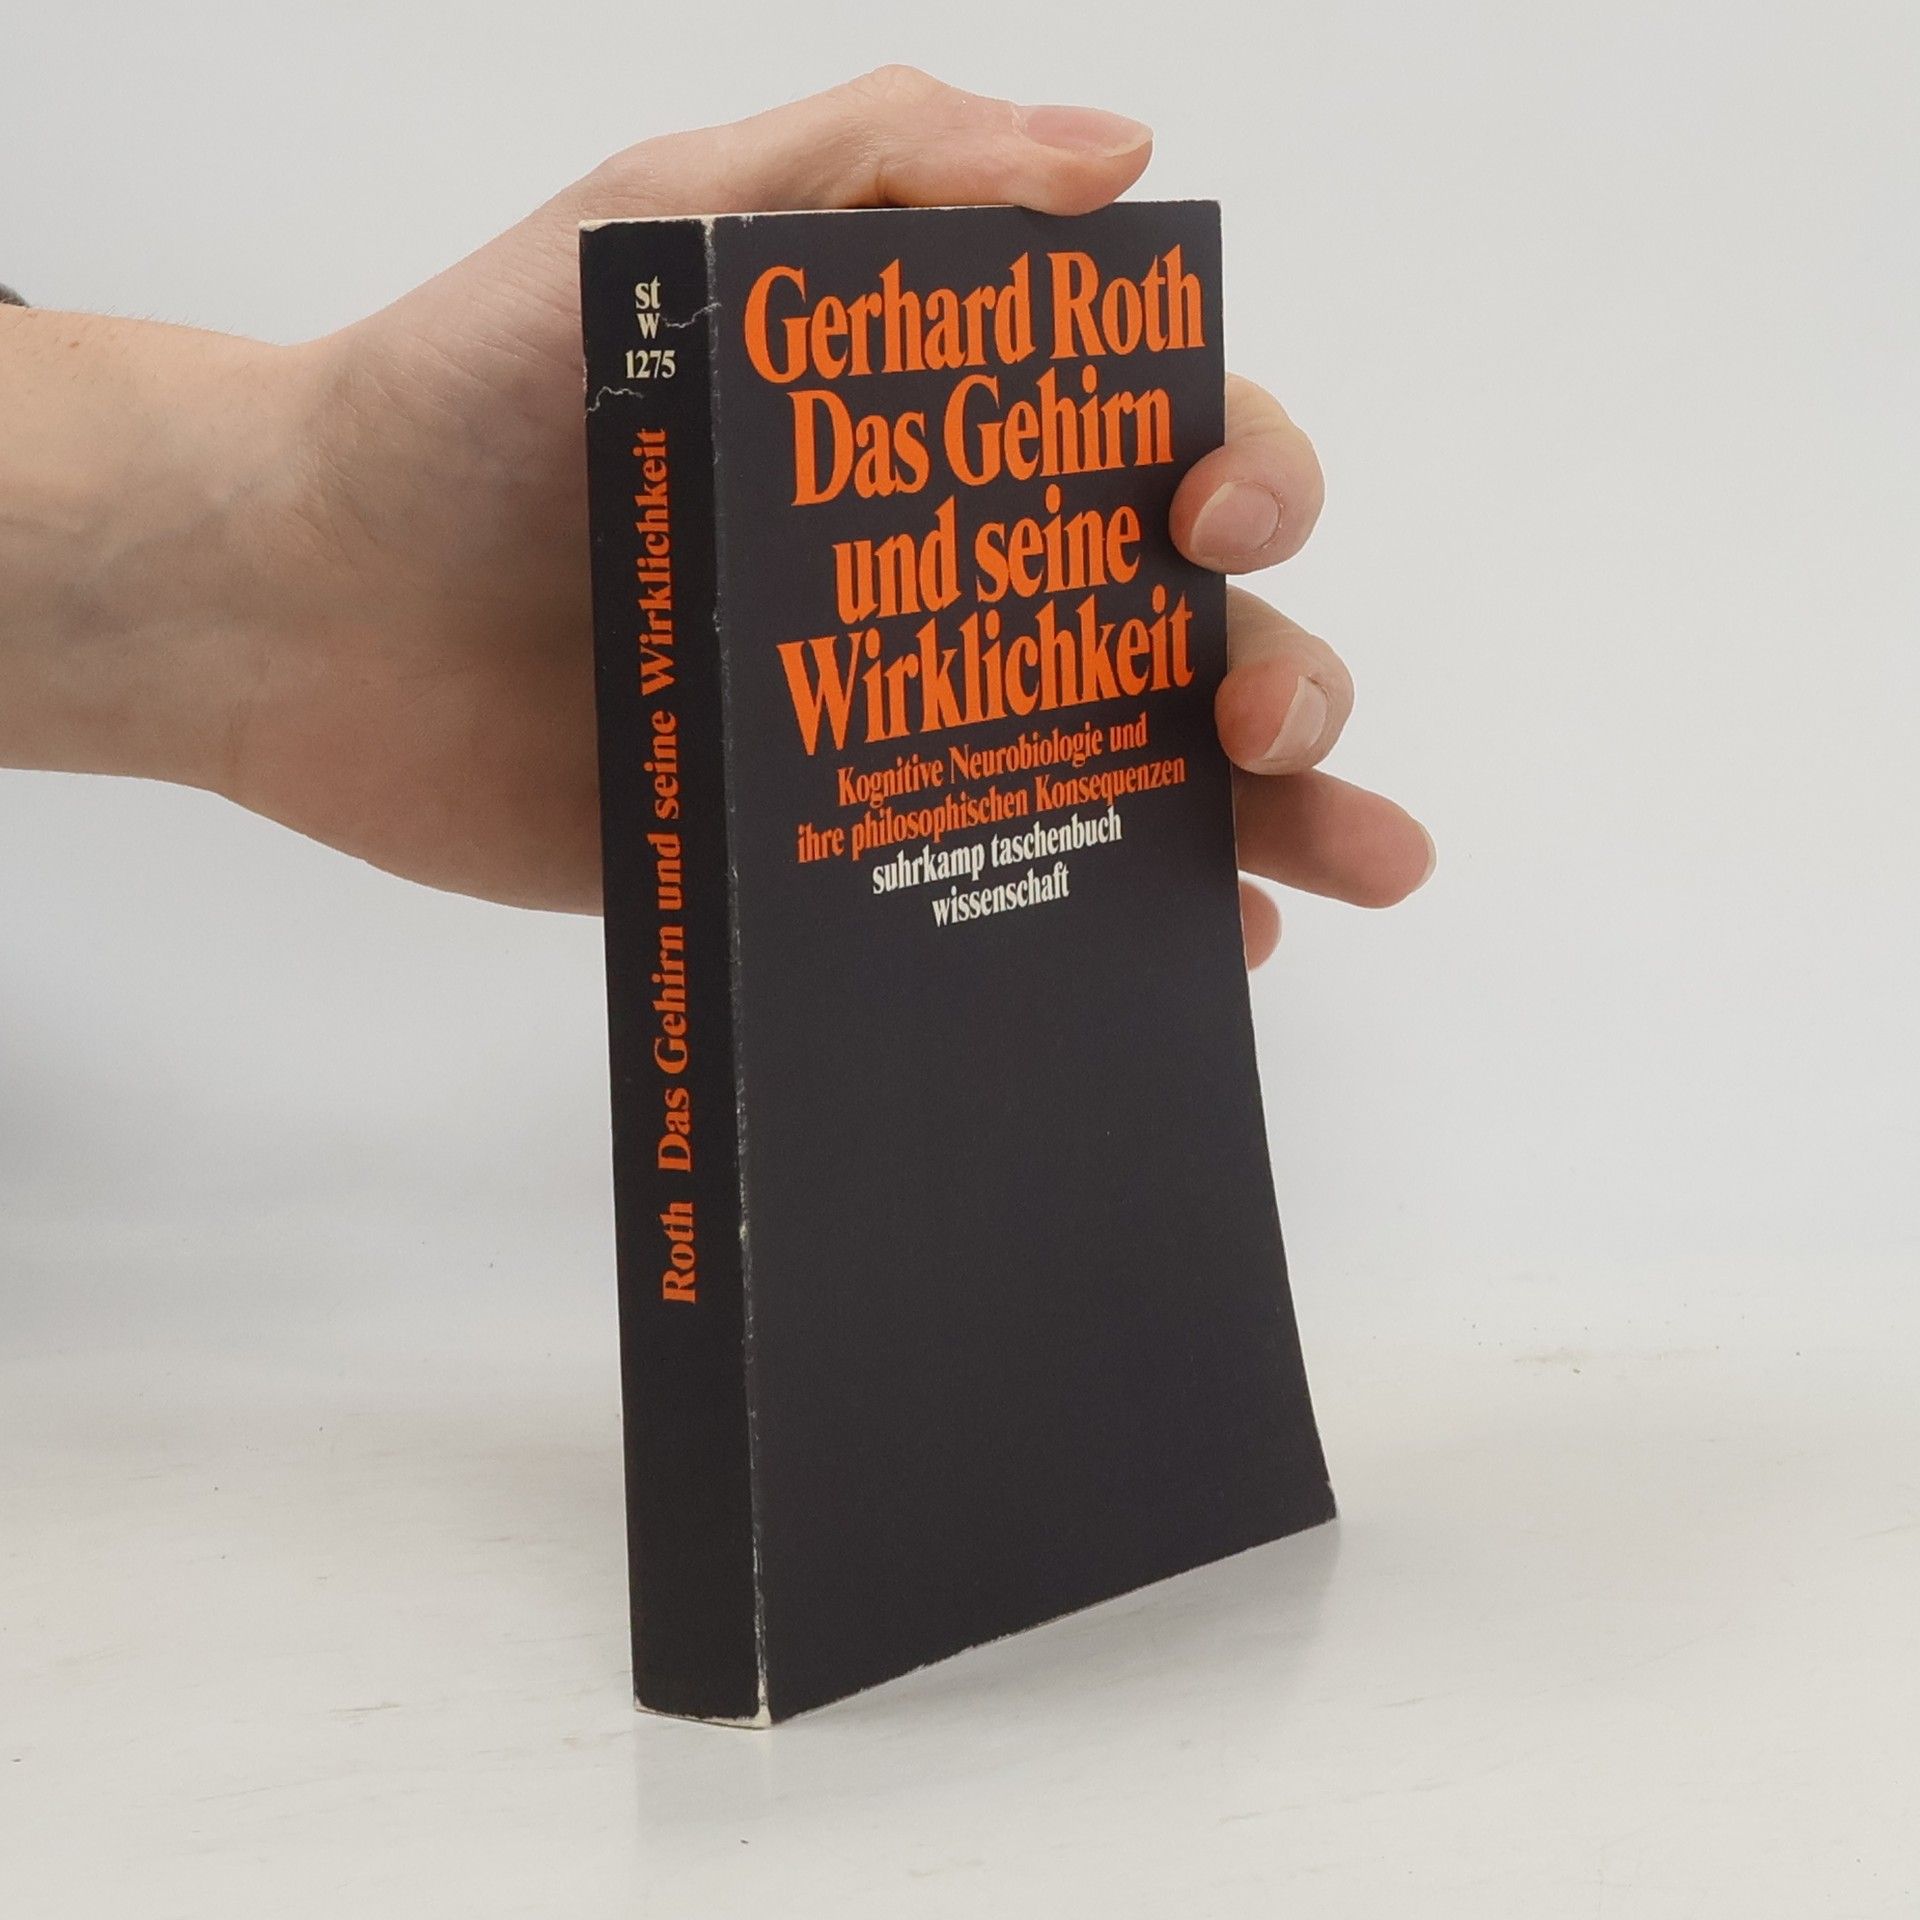 st
w
1275
Roth Das Gehirn und seine Wirklichkeit
Gerhard Roth
Das Gehirn
und seine
Wirklichkeit
Kognitive Neurobiologie und
ihre philosophischen Konsequenzen
suhrkamp taschenbuch
wissenschaft